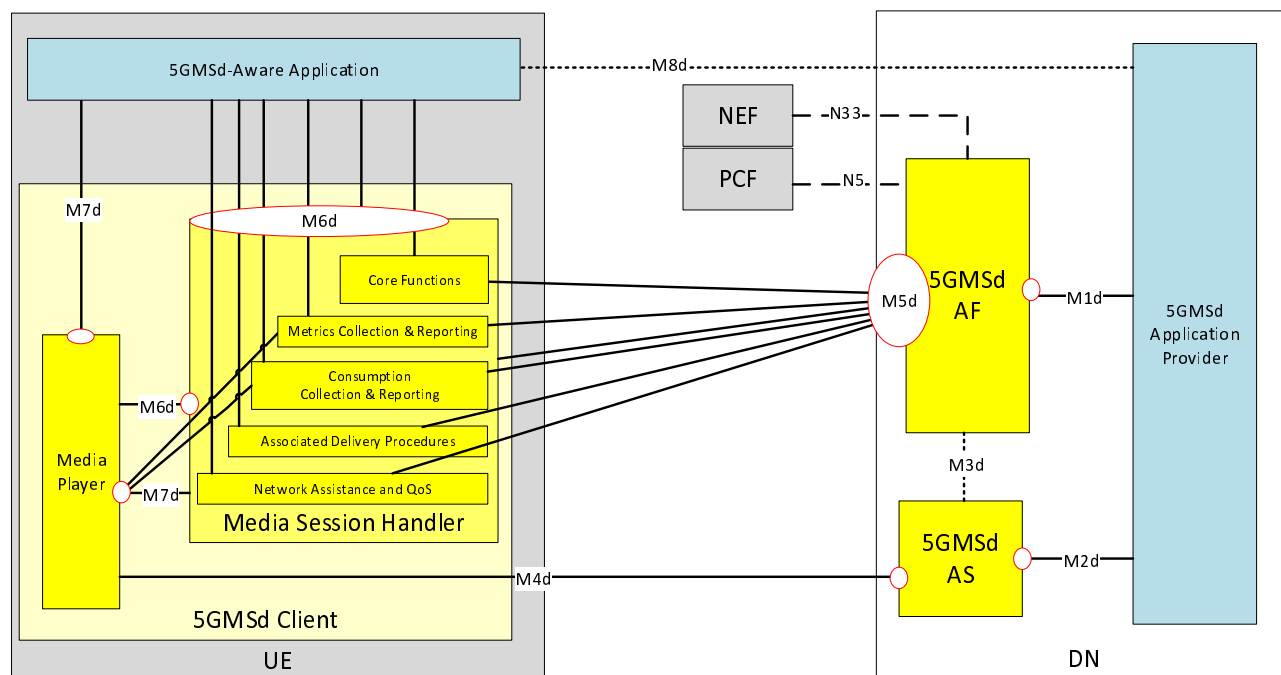 5GMSd-Aware Application
M8d
NEF
N33
PCF
N5
M7d
M6d
Core Functions
5GMSd
AF
M5d
M1d
5GMSd
Application
Provider
Metrics Collection & Reporting
Consumption
Collection & Reporting
M6d
Associated Delivery Procedures
Media
Player
M3d
M7d
Network Assistance and QoS
Media Session Handler
5GMSd
AS
M2d
M4d
5GMSd Client
UE
DN